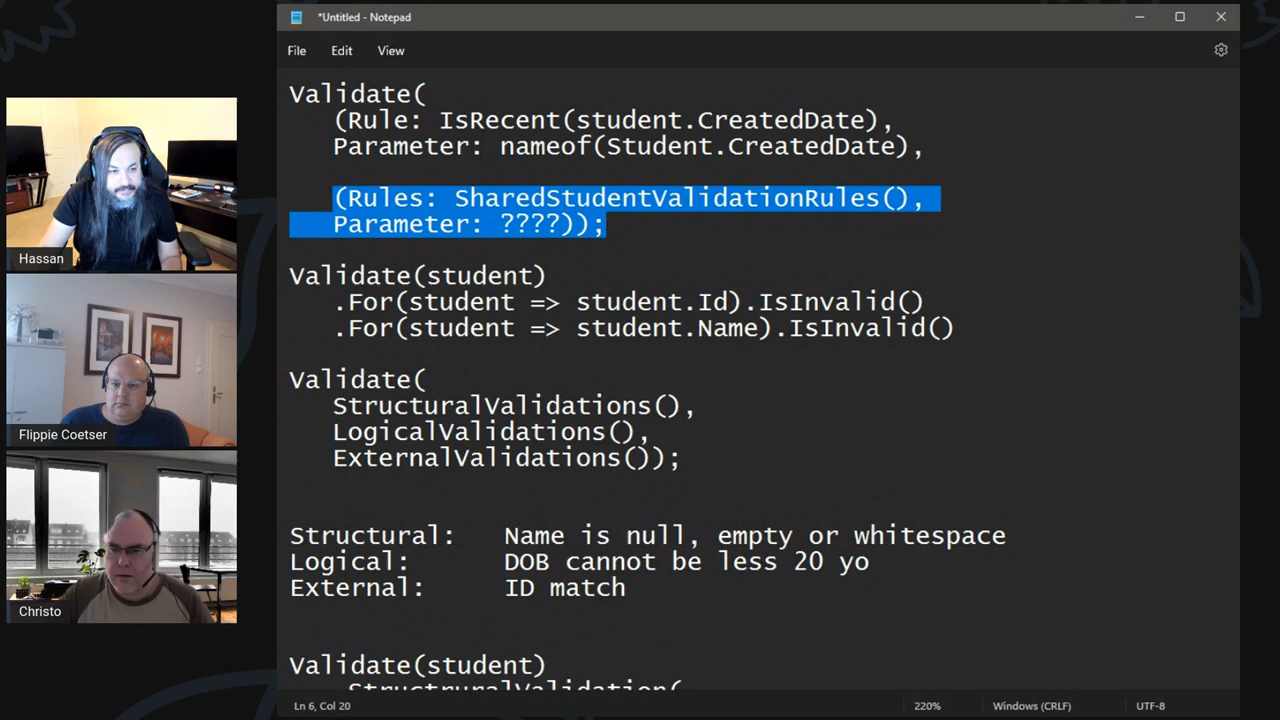 *Untitled - Notepad
File Edit View
Validate(
(Rule: IsRecent(student.CreatedDate),
Parameter: nameof(Student.CreatedDate),
(Rules: SharedStudentValidationRules(),
Parameter: ????));
Validate(student)
.For(student => student.Id).IsInvalid()
.For(student => student.Name).IsInvalid()
Validate(
StructuralValidations(),
LogicalValidations(),
ExternalValidations());
Structural: Name is null, empty or whitespace
Logical: DOB cannot be less 20 yo
External: ID match
Validate(student)
.StructruralValidation(
Ln 6, Col 20 220% Windows (CRLF) UTF-8
Hassan
Flippie Coetser
Christo